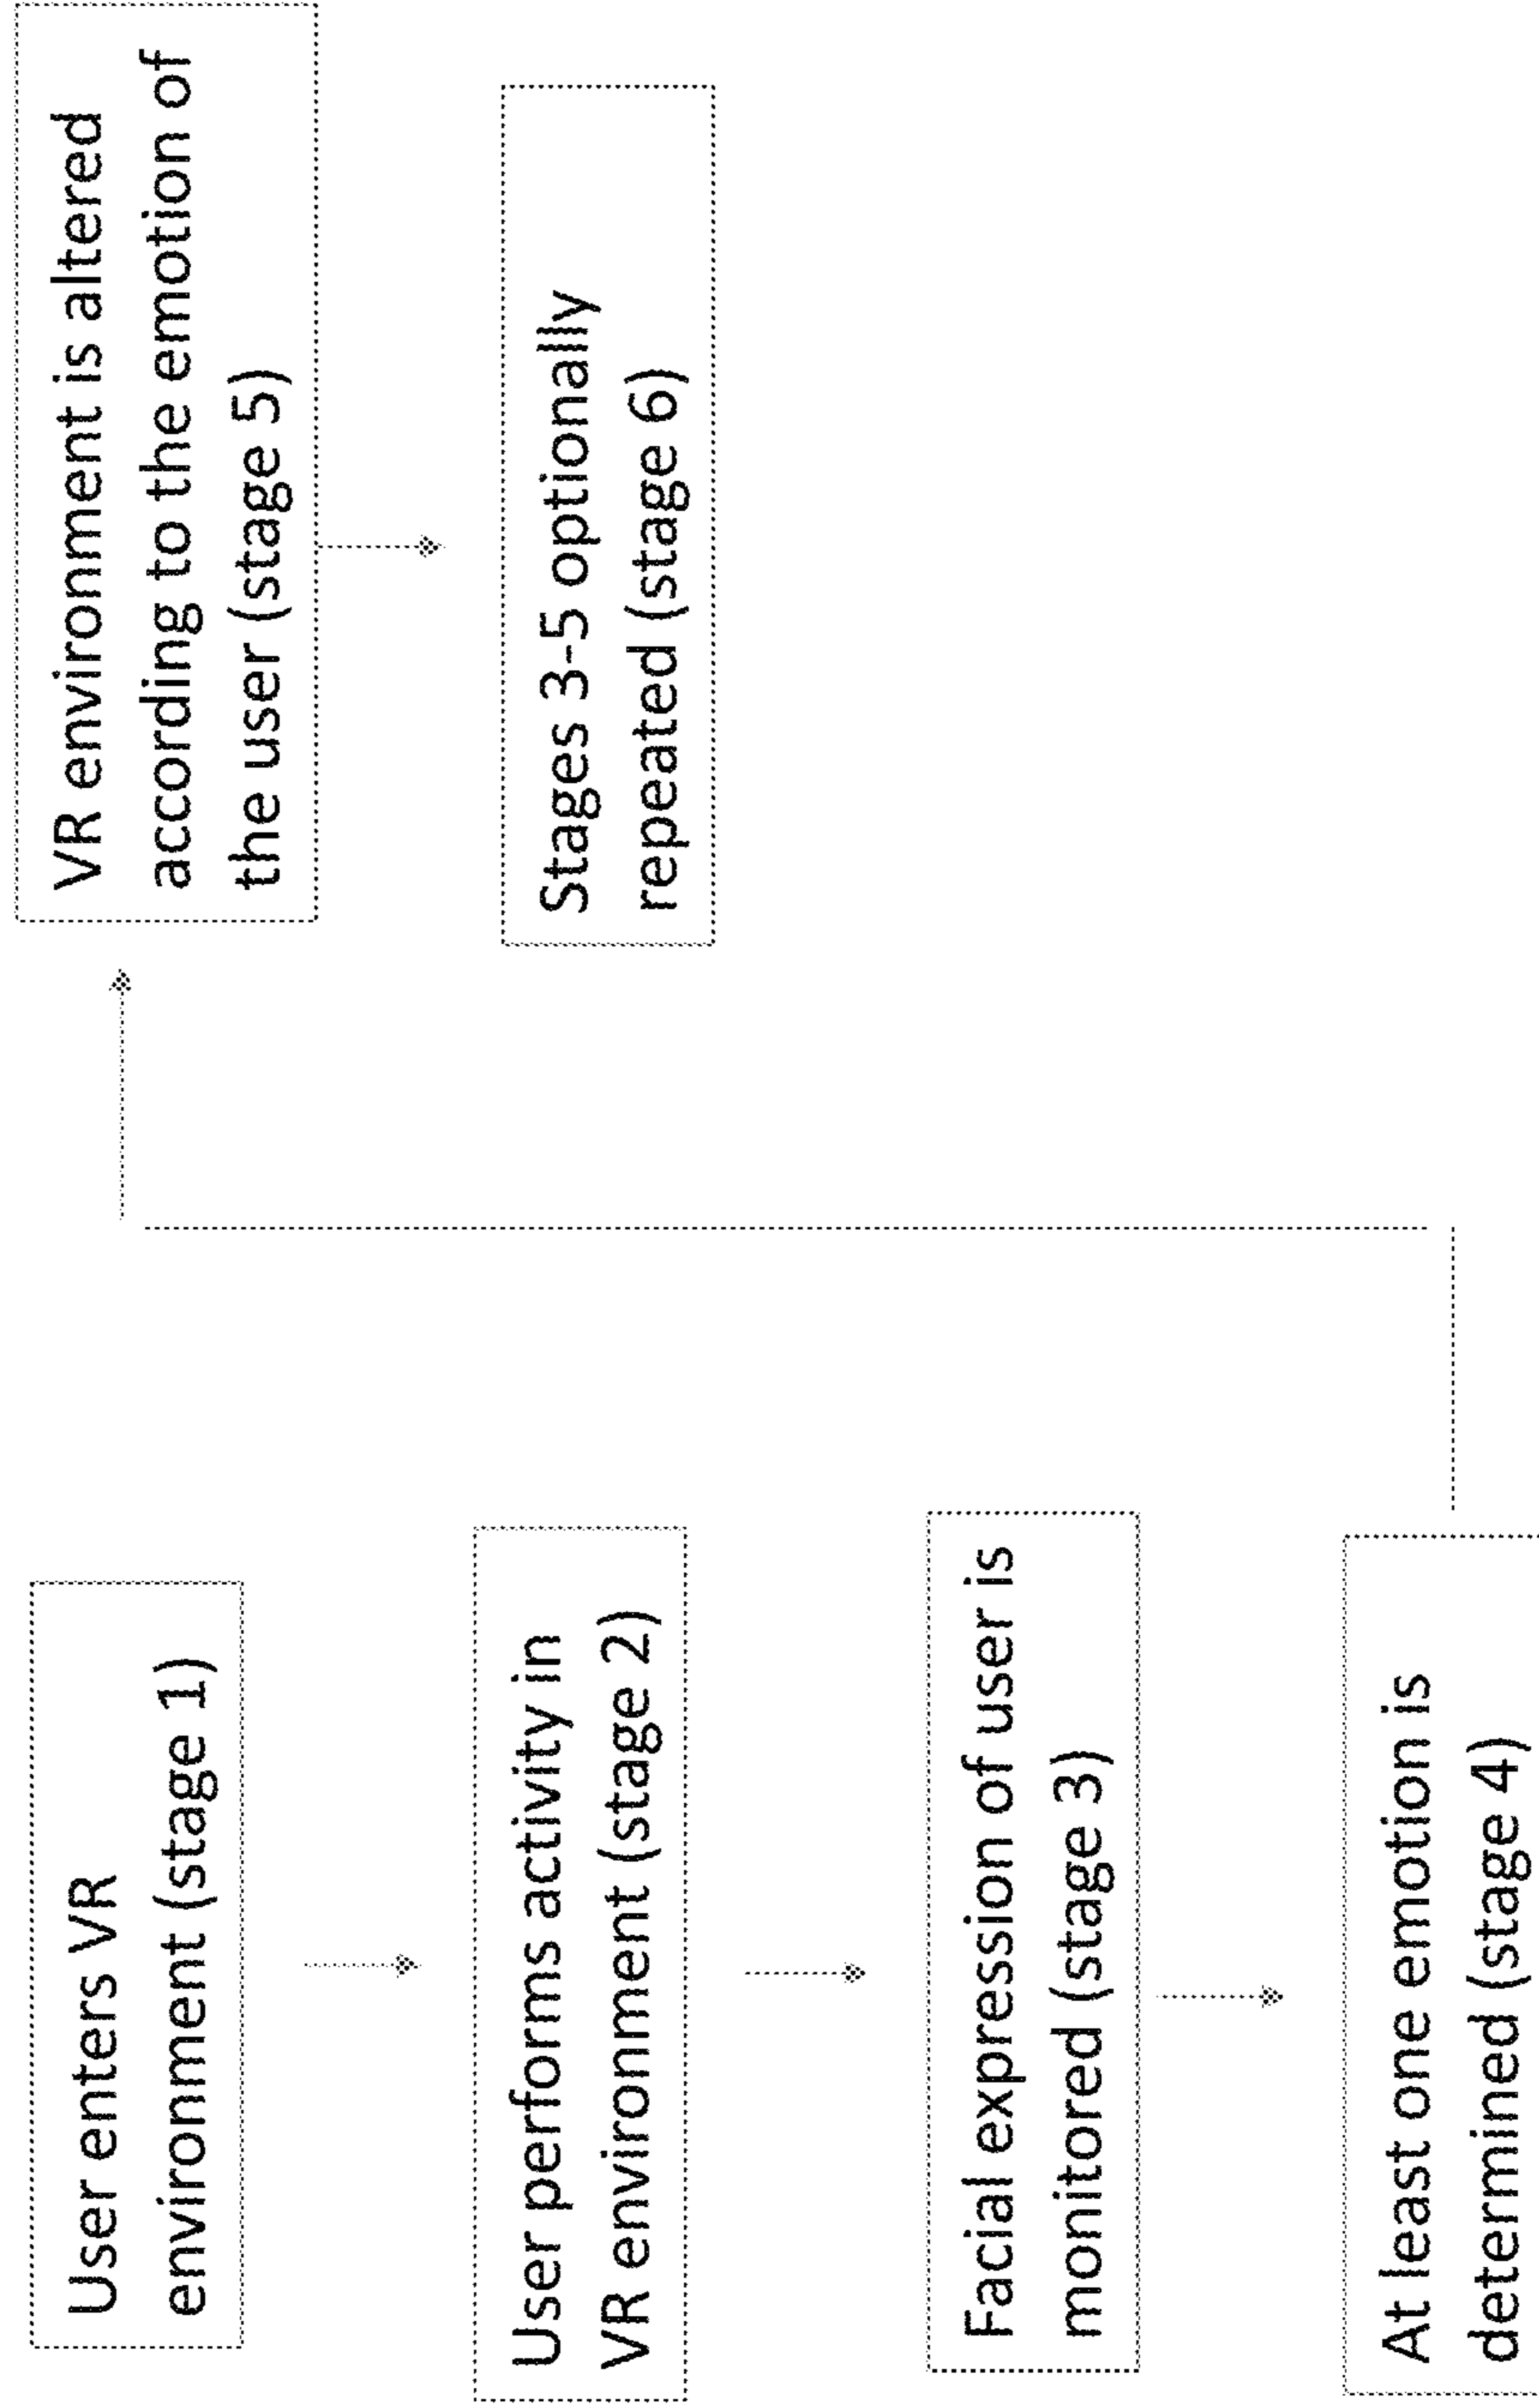 User enters VR
environment (stage 1)
User performs activity in
VR environment (stage 2)
Facial expression of user is
monitored (stage 3)
At least one emotion is
determined (stage 4)
VR environment is altered
according to the emotion of
the user (stage 5)
Stages 3-5 optionally
repeated (stage 6)